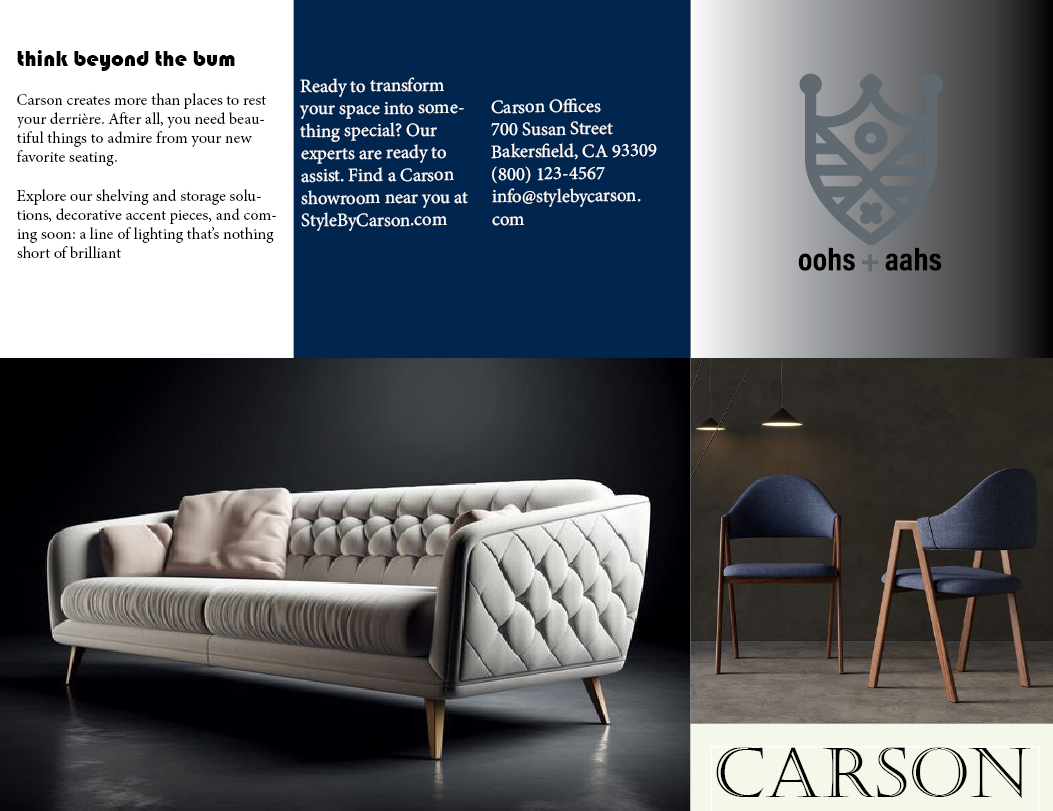 think beyond the bum
Carson creates more than places to rest
your derrière. After all, you need beau-
tiful things to admire from your new
favorite seating.
Explore our shelving and storage solu-
tions, decorative accent pieces, and com-
ing soon: a line of lighting that's nothing
short of brilliant
Ready to transform
your space into some-
thing special? Our
experts are ready to
assist. Find a Carson
showroom near you at
StyleByCarson.com
Carson Offices
700 Susan Street
Bakersfield, CA 93309
(800) 123-4567
info@stylebycarson.
com
oohs + aahs
CARSON